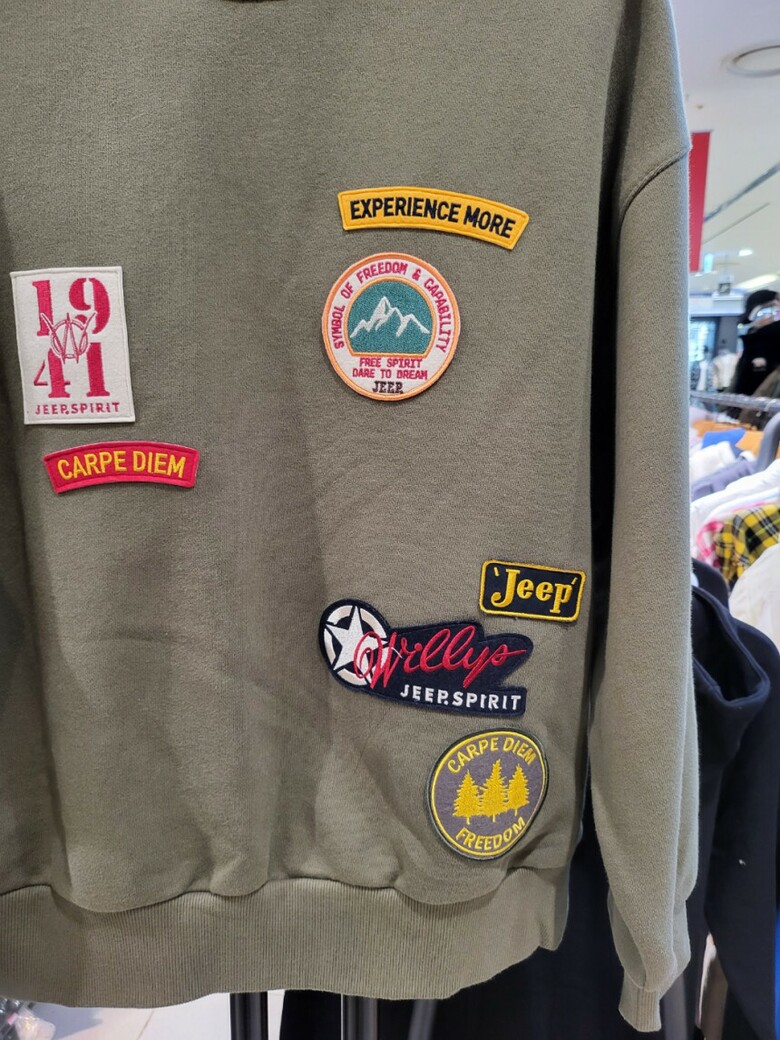 EXPERIENCE MORE
SYMBOL OF FREEDOM & CAPABILITY
FREE SPIRIT
DARE TO DREAM
JEEP.
19
41
JEEP.SPIRIT
CARPE DIEM
'Jeep'
Willys
JEEP.SPIRIT
CARPE DIEM
FREEDOM